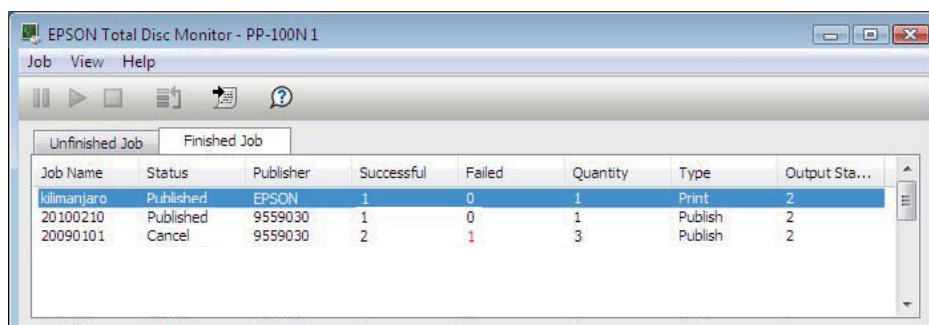 EPSON Total Disc Monitor - PP-100N 1
Job View Help
Unfinished Job Finished Job
Job Name Status Publisher Successful Failed Quantity Type Output Sta...
kilimanjaro Published EPSON 1 0 1 Print 2
20100210 Published 9559030 1 0 1 Publish 2
20090101 Cancel 9559030 2 1 3 Publish 2